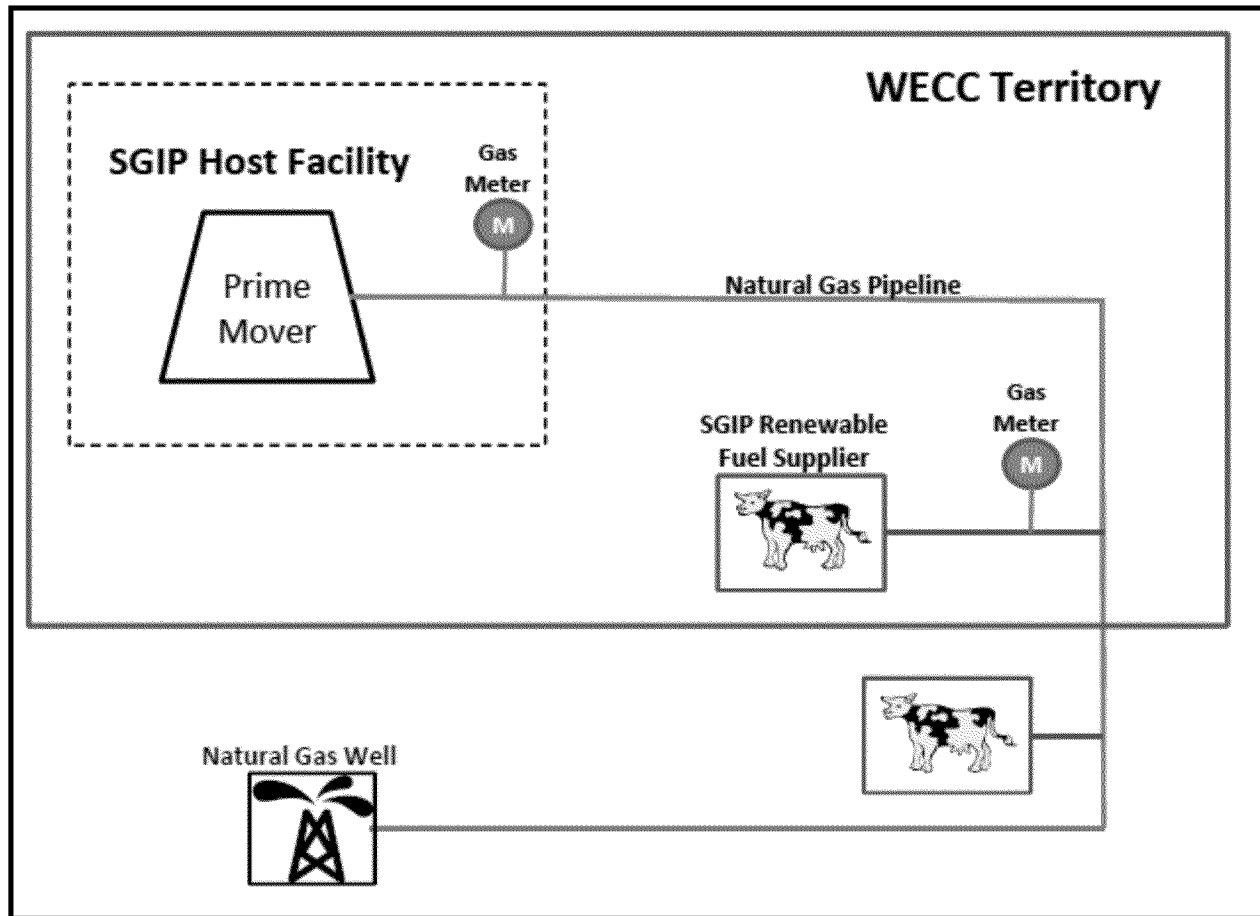 WECC Territory
SGIP Host Facility
Gas
Meter
M
Prime
Mover
Natural Gas Pipeline
Gas
Meter
M
SGIP Renewable
Fuel Supplier
Natural Gas Well